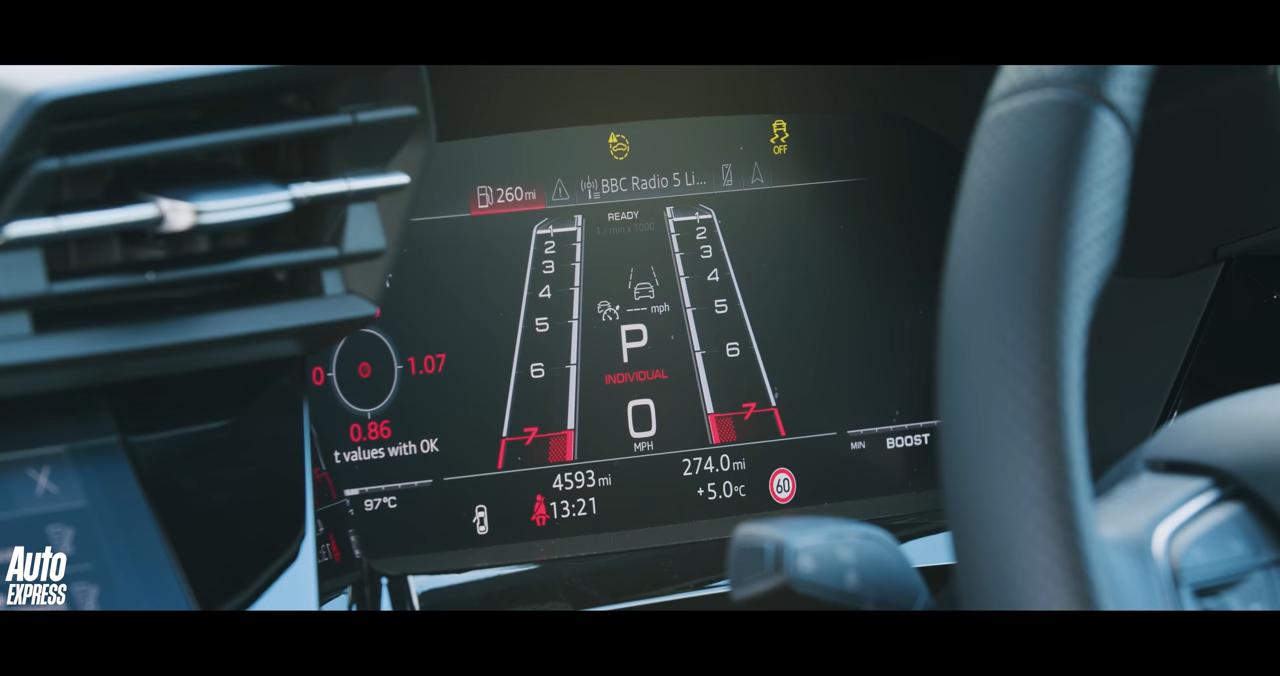 OFF
260mi
BBC Radio 5 Li...
READY
1 / min x 1000
1
2
3
4
5
6
7
1
2
3
4
5
6
7
--- mph
P
INDIVIDUAL
0
MPH
0
1.07
0.86
t values with OK
97°C
4593mi
13:21
274.0mi
+5.0°C
60
MIN
BOOST
Auto
EXPRESS